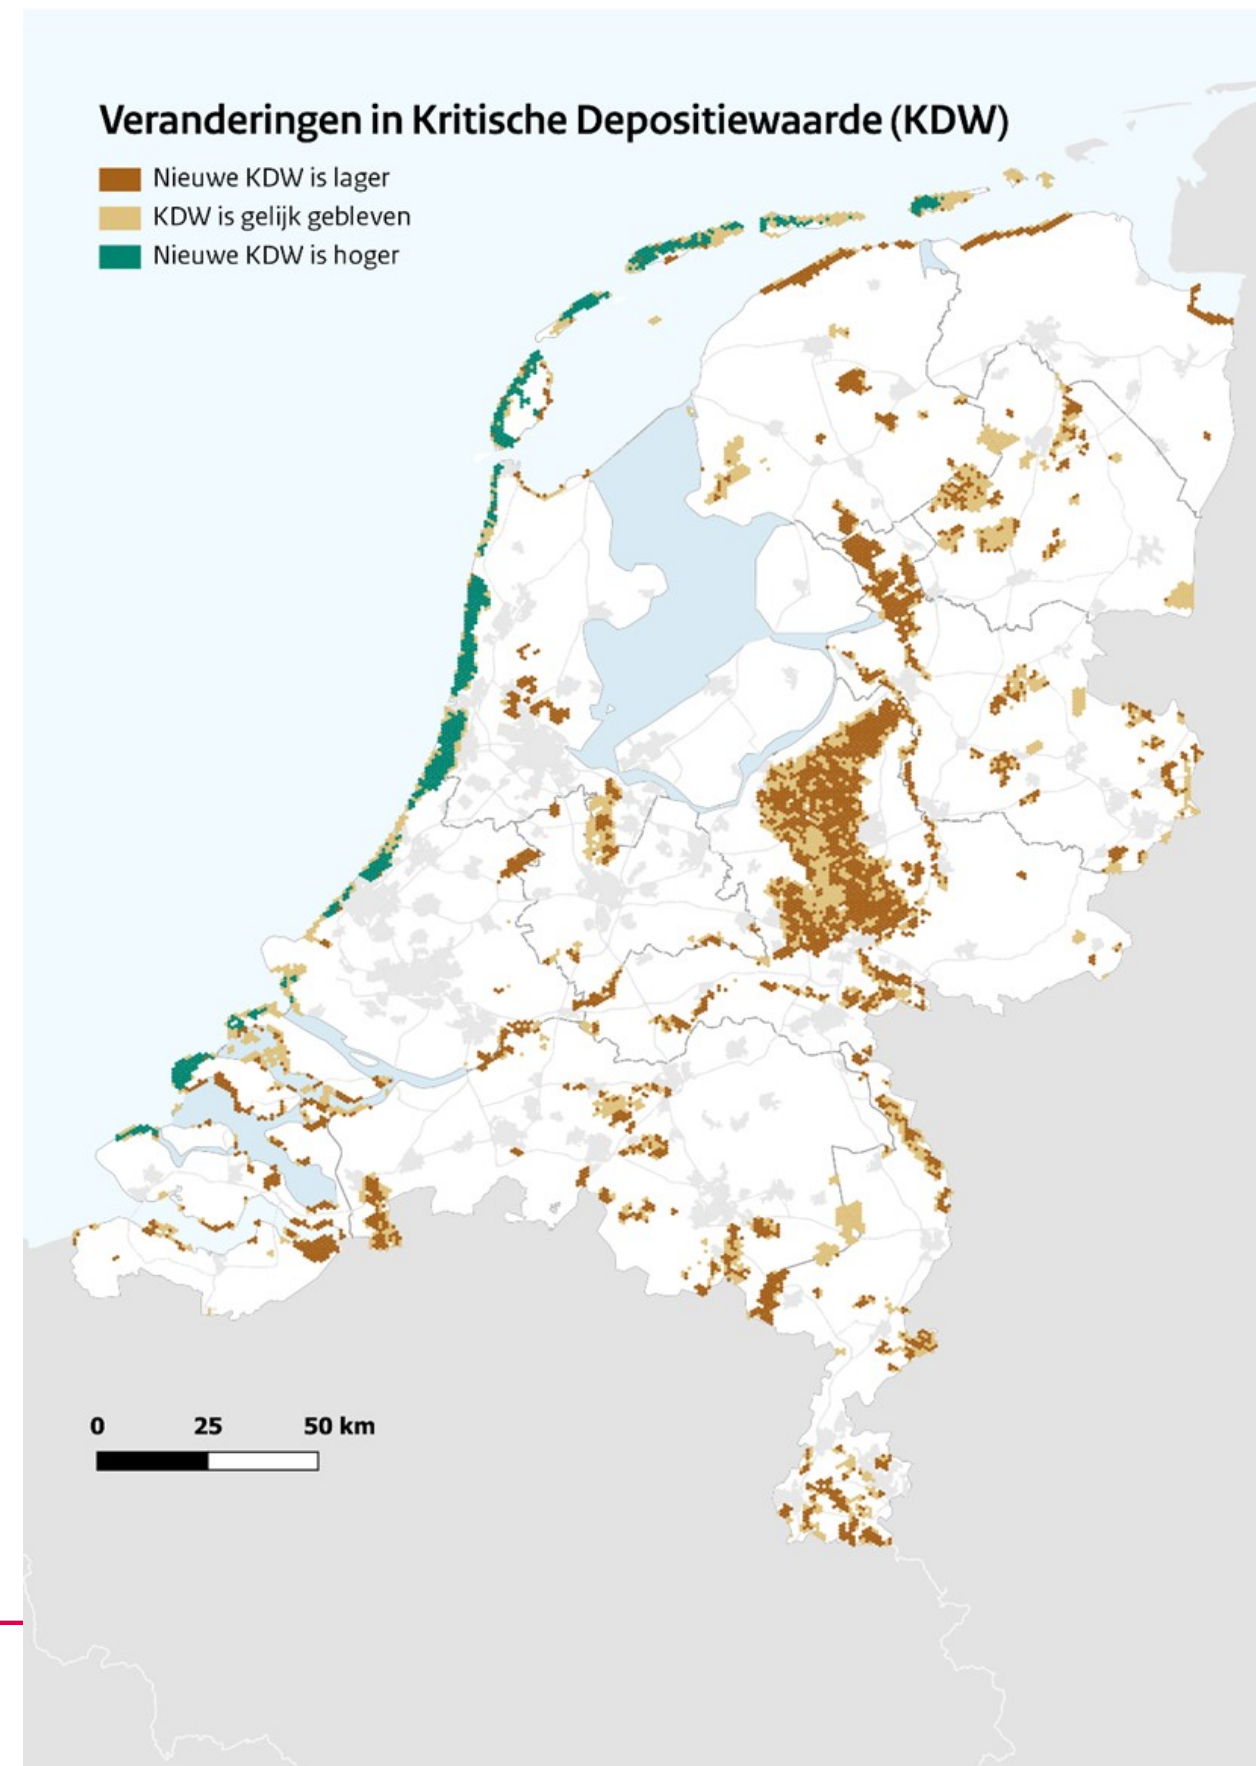 Veranderingen in Kritische Depositiewaarde (KDW)
Nieuwe KDW is lager
KDW is gelijk gebleven
Nieuwe KDW is hoger
0 25 50 km